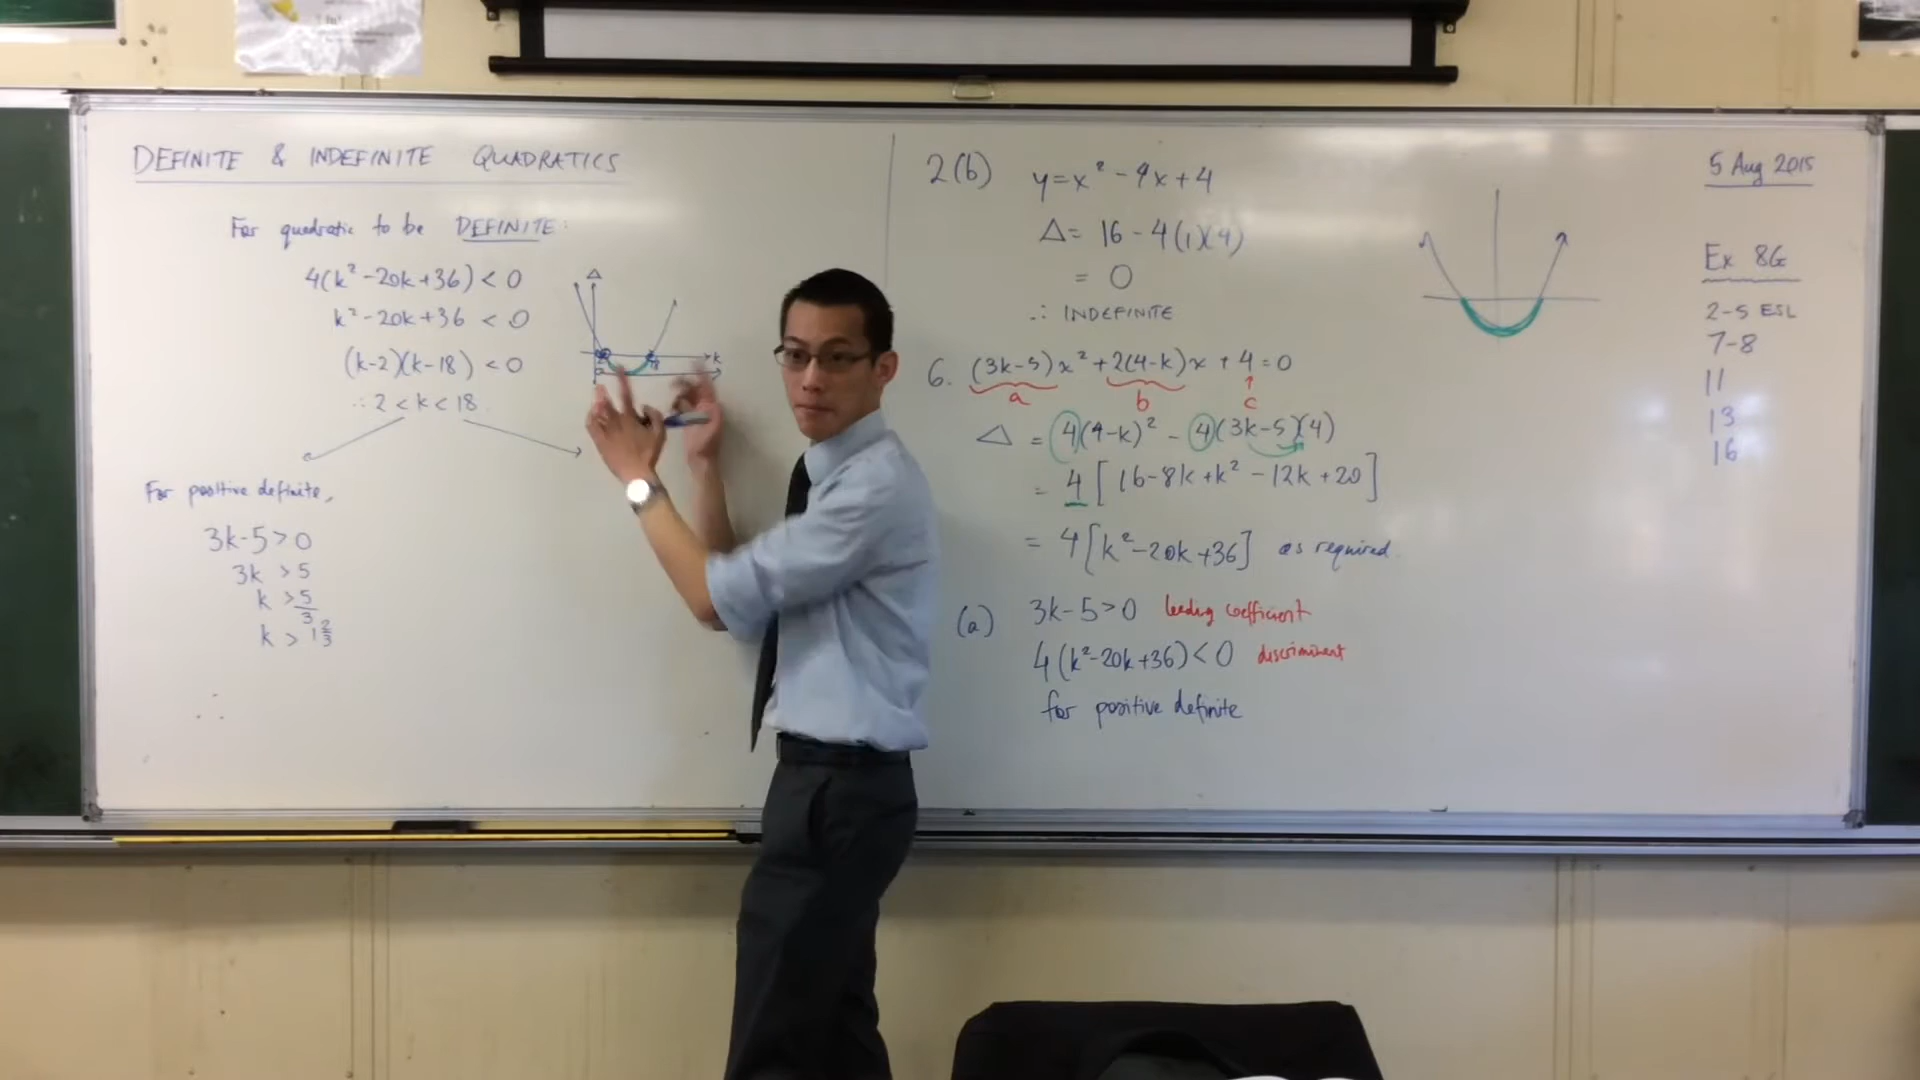 DEFINITE & INDEFINITE QUADRATICS
For quadratic to be DEFINITE:
4(k² - 20k + 36) < 0
k² - 20k + 36 < 0
(k-2)(k-18) < 0
∴ 2 < k < 18
Δ
k
For positive definite,
3k - 5 > 0
3k > 5
k > 5/3
k > 1 2/3
∴
2(b) y = x² - 4x + 4
Δ = 16 - 4(1)(4)
= 0
∴ INDEFINITE
6. (3k-5)x² + 2(4-k)x + 4 = 0
a b c
Δ = 4(4-k)² - 4(3k-5)(4)
= 4[16 - 8k + k² - 12k + 20]
= 4[k² - 20k + 36] as required.
(a) 3k - 5 > 0 leading coefficient
4(k² - 20k + 36) < 0 discriminant
for positive definite
5 Aug 2015
Ex 8G
2-5 ESL
7-8
11
13
16